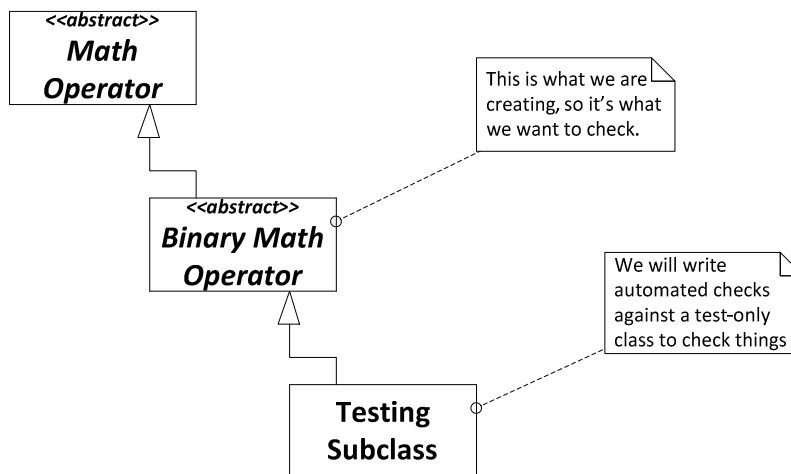 <<abstract>>
Math
Operator
This is what we are
creating, so it's what
we want to check.
<<abstract>>
Binary Math
Operator
We will write
automated checks
against a test-only
class to check things
Testing
Subclass